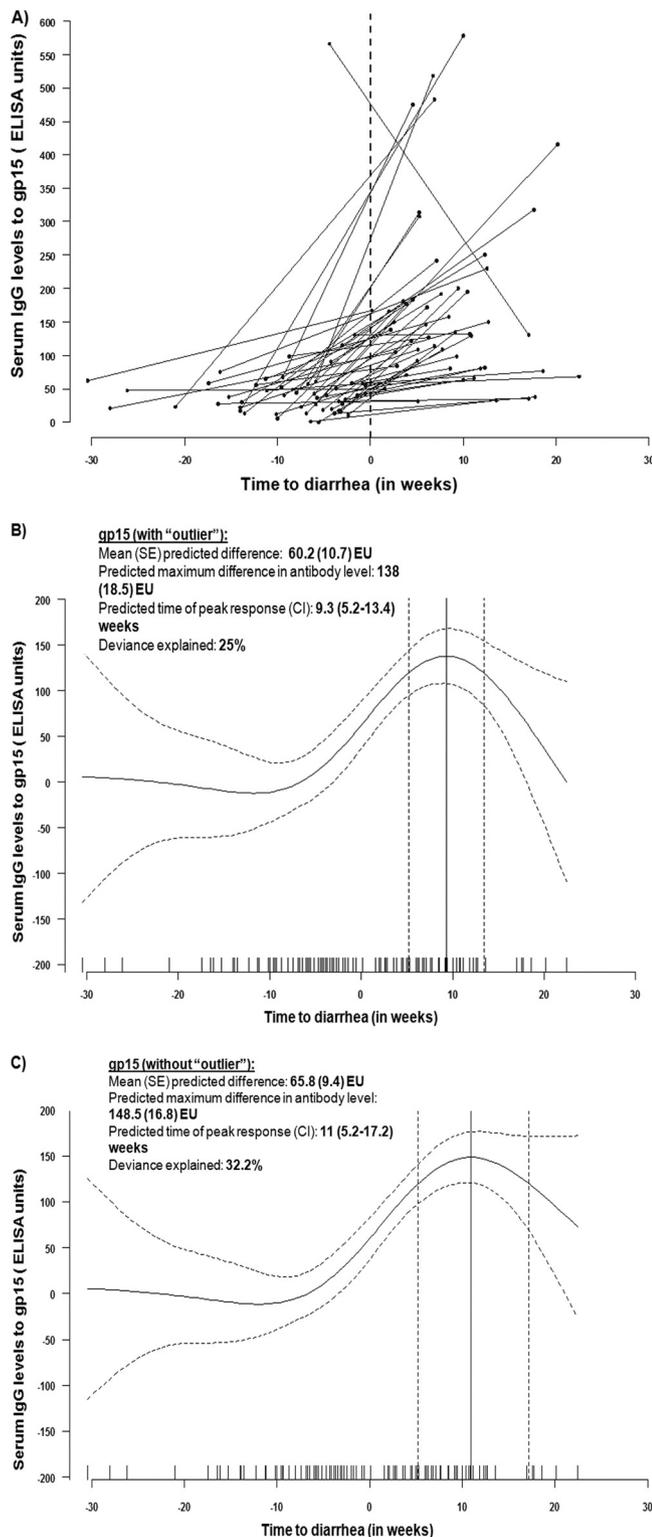 A)
Serum IgG levels to gp15 ( ELISA units)
600
550
500
450
400
350
300
250
200
150
100
50
0
-30
-20
-10
0
10
20
30
Time to diarrhea (in weeks)
B)
gp15 (with “outlier”):
Mean (SE) predicted difference: 60.2 (10.7) EU
Predicted maximum difference in antibody level: 138
(18.5) EU
Predicted time of peak response (CI): 9.3 (5.2-13.4)
weeks
Deviance explained: 25%
Serum IgG levels to gp15 ( ELISA units)
200
150
100
50
0
-50
-100
-150
-200
-30
-20
-10
0
10
20
30
Time to diarrhea (in weeks)
C)
gp15 (without “outlier”):
Mean (SE) predicted difference: 65.8 (9.4) EU
Predicted maximum difference in antibody level:
148.5 (16.8) EU
Predicted time of peak response (CI): 11 (5.2-17.2)
weeks
Deviance explained: 32.2%
Serum IgG levels to gp15 ( ELISA units)
200
150
100
50
0
-50
-100
-150
-200
-30
-20
-10
0
10
20
30
Time to diarrhea (in weeks)